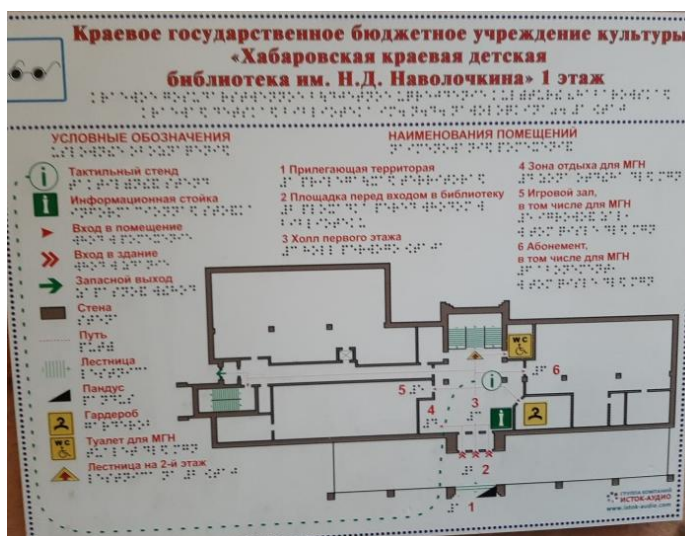 Краевое государственное бюджетное учреждение культуры
«Хабаровская краевая детская
библиотека им. Н.Д. Наволочкина» 1 этаж
УСЛОВНЫЕ ОБОЗНАЧЕНИЯ
Тактильный стенд
Информационная стойка
Вход в помещение
Вход в здание
Запасной выход
Стена
Путь
Лестница
Пандус
Гардероб
WC
Туалет для МГН
Лестница на 2-й этаж
НАИМЕНОВАНИЯ ПОМЕЩЕНИЙ
1 Прилегающая территорая
2 Площадка перед входом в библиотеку
3 Холл первого этажа
4 Зона отдыха для МГН
5 Игровой зал,
в том числе для МГН
6 Абонемент,
в том числе для МГН
WC
6
5
4
3
2
1
ГРУППА КОМПАНИЙ
ИСТОК-АУДИО
www.istok-audio.com